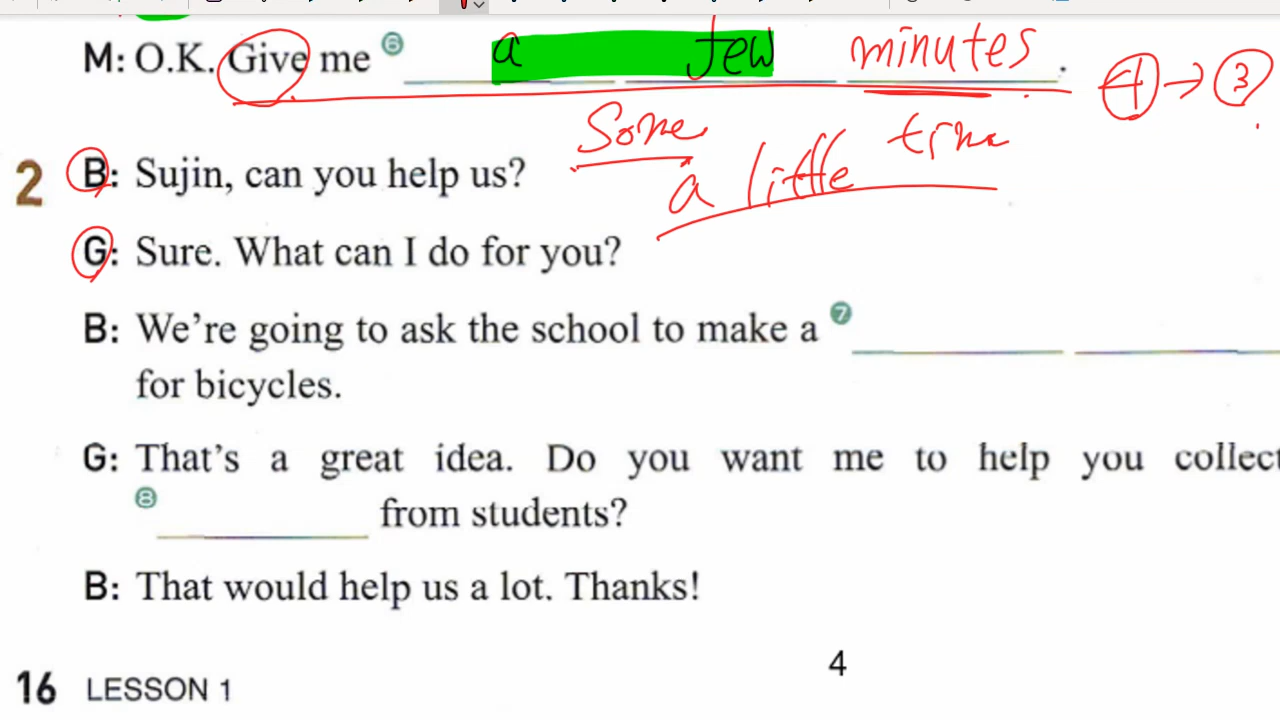 M: O.K. Give me ⑥ a few minutes.
④→③
some
a little time
2 B: Sujin, can you help us?
G: Sure. What can I do for you?
B: We're going to ask the school to make a ⑦
for bicycles.
G: That's a great idea. Do you want me to help you collect
⑧ from students?
B: That would help us a lot. Thanks!
4
16 LESSON 1